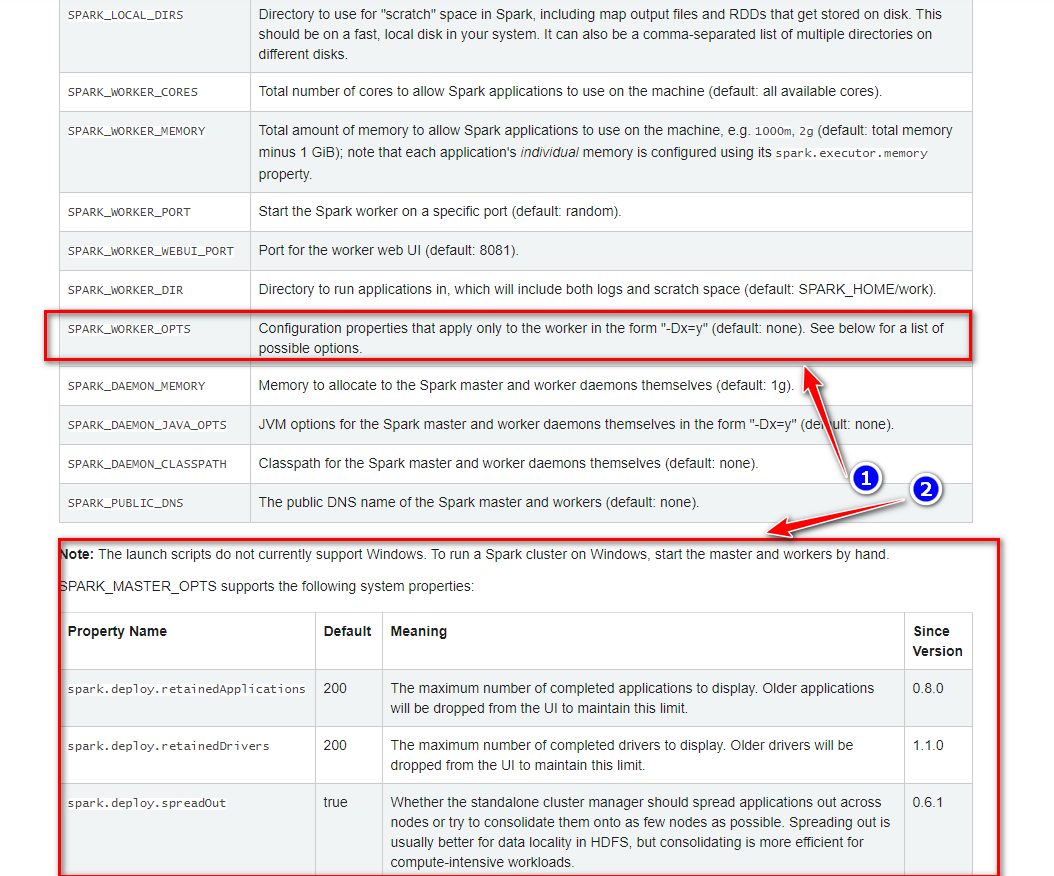 SPARK_LOCAL_DIRS
Directory to use for "scratch" space in Spark, including map output files and RDDs that get stored on disk. This
should be on a fast, local disk in your system. It can also be a comma-separated list of multiple directories on
different disks.
SPARK_WORKER_CORES
Total number of cores to allow Spark applications to use on the machine (default: all available cores).
SPARK_WORKER_MEMORY
Total amount of memory to allow Spark applications to use on the machine, e.g. 1000m, 2g (default: total memory
minus 1 GiB); note that each application's individual memory is configured using its spark.executor.memory
property.
SPARK_WORKER_PORT
Start the Spark worker on a specific port (default: random).
SPARK_WORKER_WEBUI_PORT
Port for the worker web UI (default: 8081).
SPARK_WORKER_DIR
Directory to run applications in, which will include both logs and scratch space (default: SPARK_HOME/work).
SPARK_WORKER_OPTS
Configuration properties that apply only to the worker in the form "-Dx=y" (default: none). See below for a list of
possible options.
SPARK_DAEMON_MEMORY
Memory to allocate to the Spark master and worker daemons themselves (default: 1g).
SPARK_DAEMON_JAVA_OPTS
JVM options for the Spark master and worker daemons themselves in the form "-Dx=y" (default: none).
SPARK_DAEMON_CLASSPATH
Classpath for the Spark master and worker daemons themselves (default: none).
1
2
SPARK_PUBLIC_DNS
The public DNS name of the Spark master and workers (default: none).
Note: The launch scripts do not currently support Windows. To run a Spark cluster on Windows, start the master and workers by hand.
SPARK_MASTER_OPTS supports the following system properties:
Property Name
Default
Meaning
Since
Version
spark.deploy.retainedApplications
200
The maximum number of completed applications to display. Older applications
will be dropped from the UI to maintain this limit.
0.8.0
spark.deploy.retainedDrivers
200
The maximum number of completed drivers to display. Older drivers will be
dropped from the UI to maintain this limit.
1.1.0
spark.deploy.spreadOut
true
Whether the standalone cluster manager should spread applications out across
nodes or try to consolidate them onto as few nodes as possible. Spreading out is
usually better for data locality in HDFS, but consolidating is more efficient for
compute-intensive workloads.
0.6.1